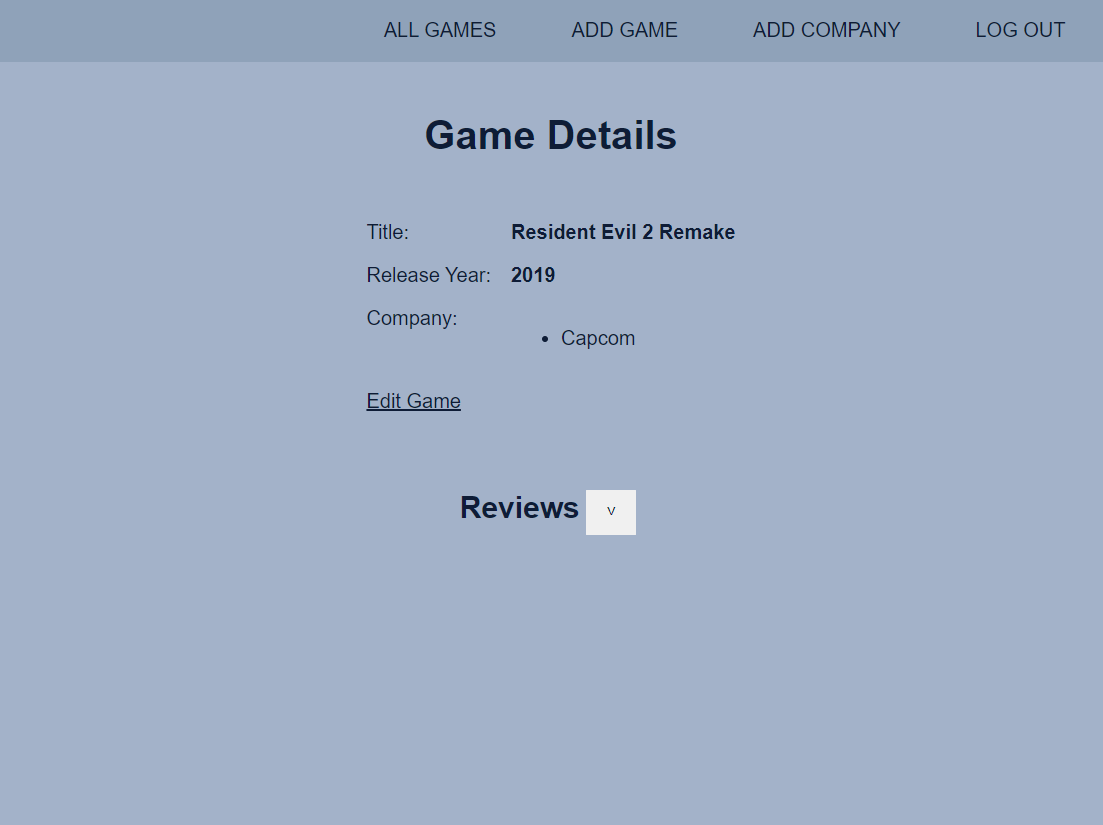 ALL GAMES ADD GAME ADD COMPANY LOG OUT
Game Details
Title: Resident Evil 2 Remake
Release Year: 2019
Company:
• Capcom
Edit Game
Reviews v